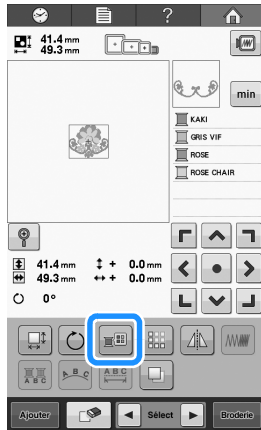 ?
41.4 mm
49.3 mm
min
KAKI
GRIS VIF
ROSE
ROSE CHAIR
41.4 mm + 0.0 mm
49.3 mm + 0.0 mm
0°
A B C A B C A B C
Ajouter Sélect Broderie